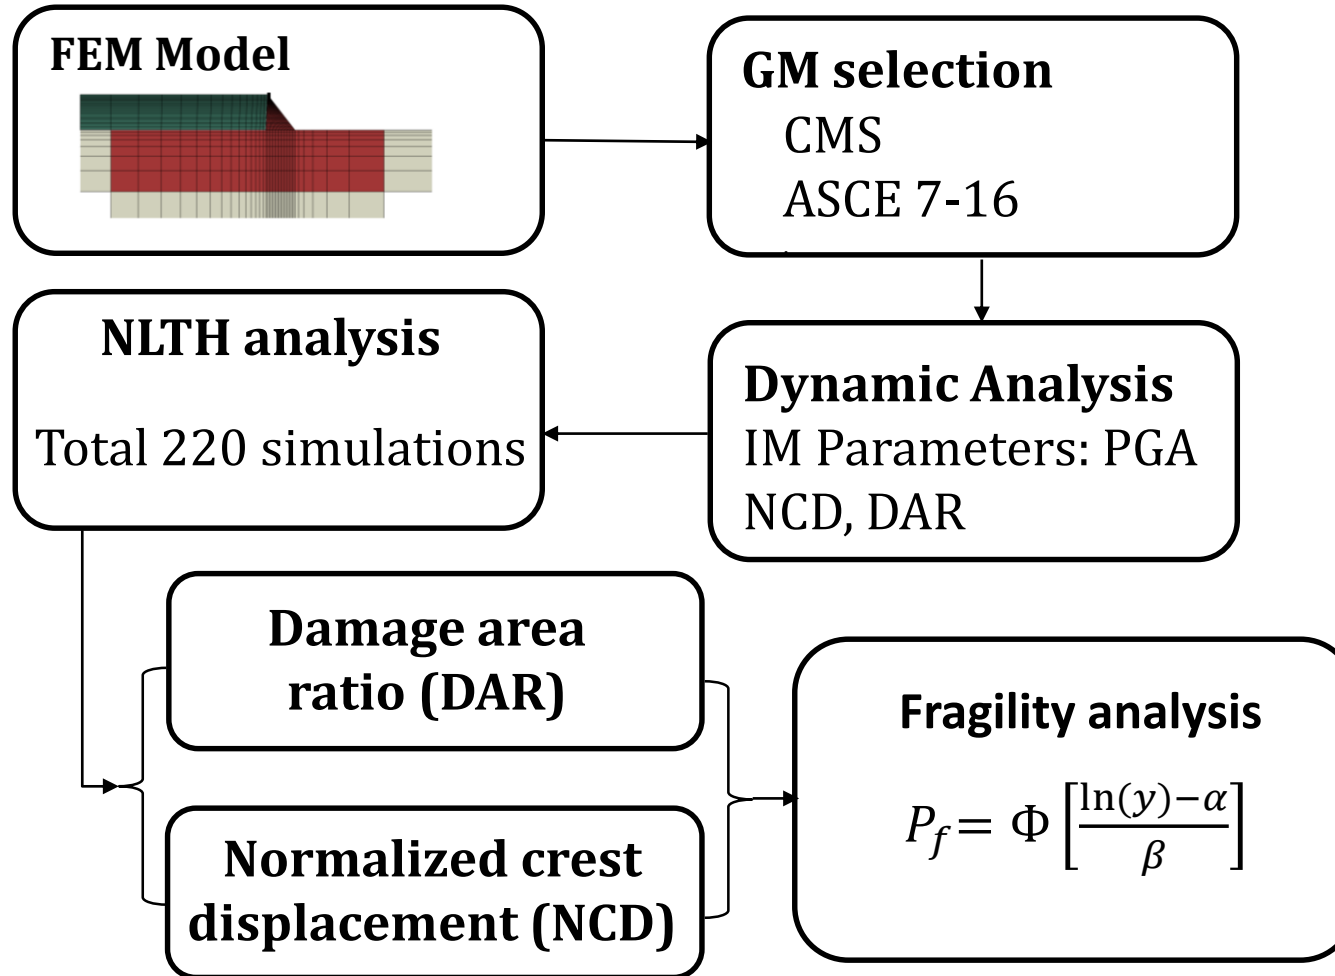 FEM Model
GM selection
CMS
ASCE 7-16
Dynamic Analysis
IM Parameters: PGA
NCD, DAR
NLTH analysis
Total 220 simulations
Damage area
ratio (DAR)
Normalized crest
displacement (NCD)
Fragility analysis
P_f = Φ [ (ln(y)−α) / β ]